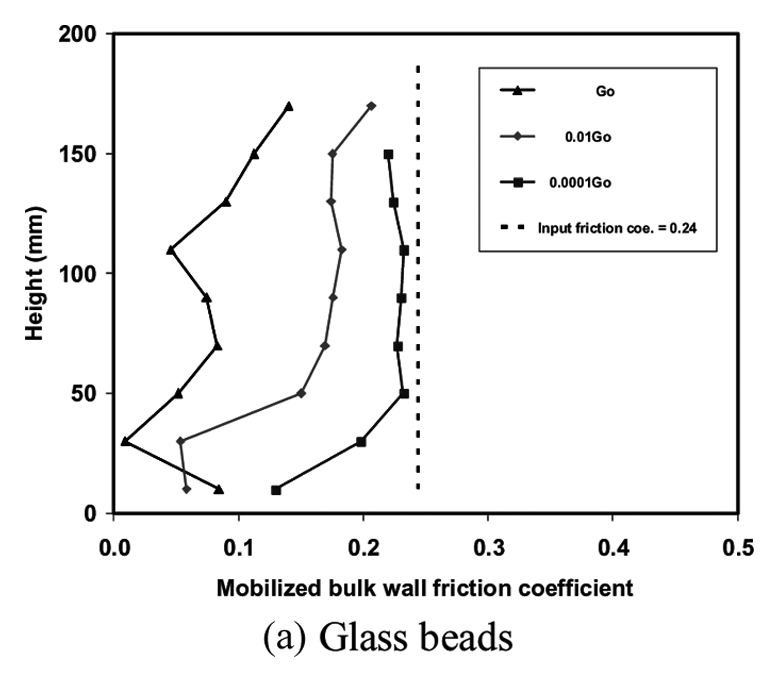 200
150
100
50
0
Height (mm)
Go
0.01Go
0.0001Go
Input friction coe. = 0.24
0.0 0.1 0.2 0.3 0.4 0.5
Mobilized bulk wall friction coefficient
(a) Glass beads